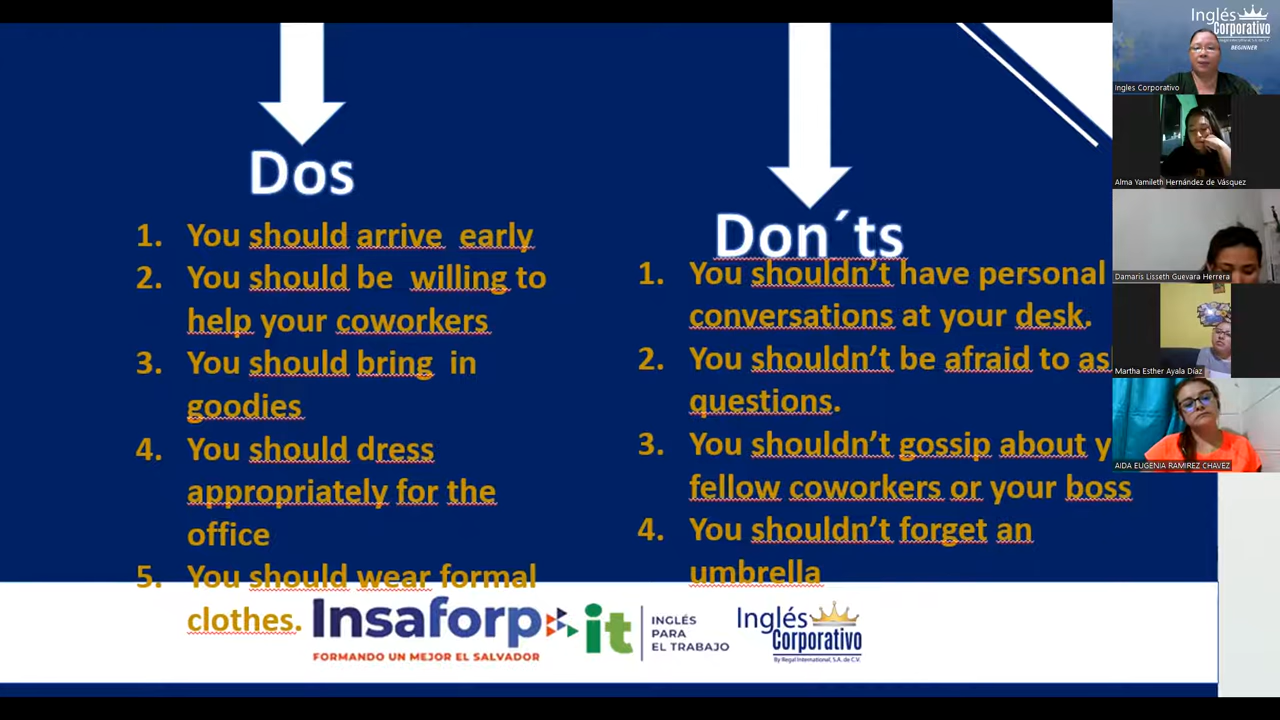 Dos
1. You should arrive  early
2. You should be  willing to
help your coworkers
3. You should bring  in
goodies
4. You should dress
appropriately for the
office
5. You should wear formal
clothes.
Don´ts
1. You shouldn’t have personal
conversations at your desk.
2. You shouldn’t be afraid to
questions.
3. You shouldn’t gossip about
fellow coworkers or your boss
4. You shouldn’t forget an
umbrella
Insaforp
FORMANDO UN MEJOR EL SALVADOR
it
INGLÉS
PARA
EL TRABAJO
Inglés
Corporativo
By Regal International, S.A. de C.V.
Inglés
Corporativo
BEGINNER
Ingles Corporativo
Alma Yamileth Hernández de Vásquez
Damaris Lisseth Guevara Herrera
Martha Esther Ayala Díaz
AIDA EUGENIA RAMIREZ CHAVEZ